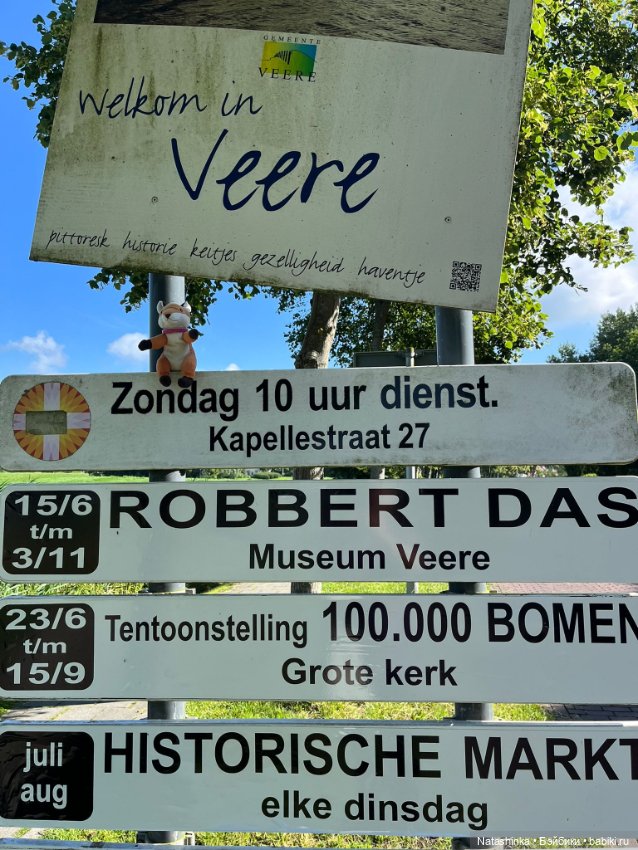 GEMEENTE
VEERE
Welkom in
Veere
pittoresk historie keitjes gezelligheid haventje
Zondag 10 uur dienst.
Kapellestraat 27
15/6
t/m
3/11
ROBBERT DAS
Museum Veere
23/6
t/m
15/9
Tentoonstelling 100.000 BOMEN
Grote kerk
juli
aug
HISTORISCHE MARKT
elke dinsdag
Natashinka • Бэйбики • babiki.ru